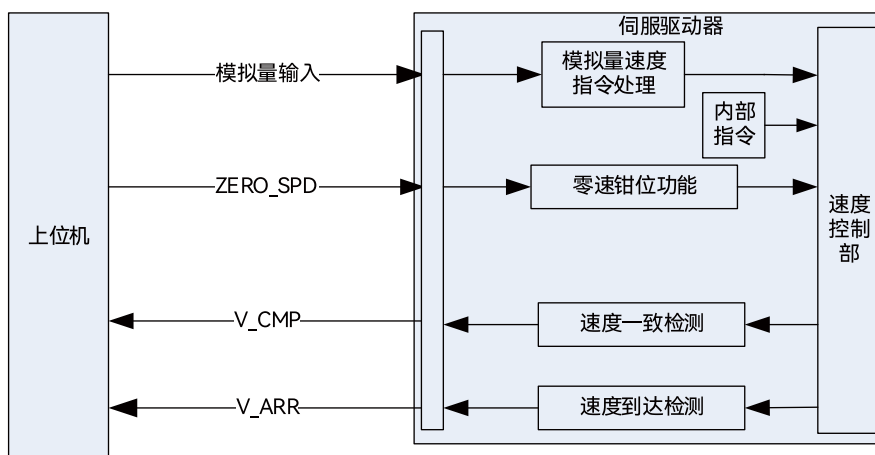 伺服驱动器
模拟量输入
模拟量速度
指令处理
内部
指令
ZERO_SPD
零速钳位功能
上位机
速度
控制
部
V_CMP
速度一致检测
V_ARR
速度到达检测